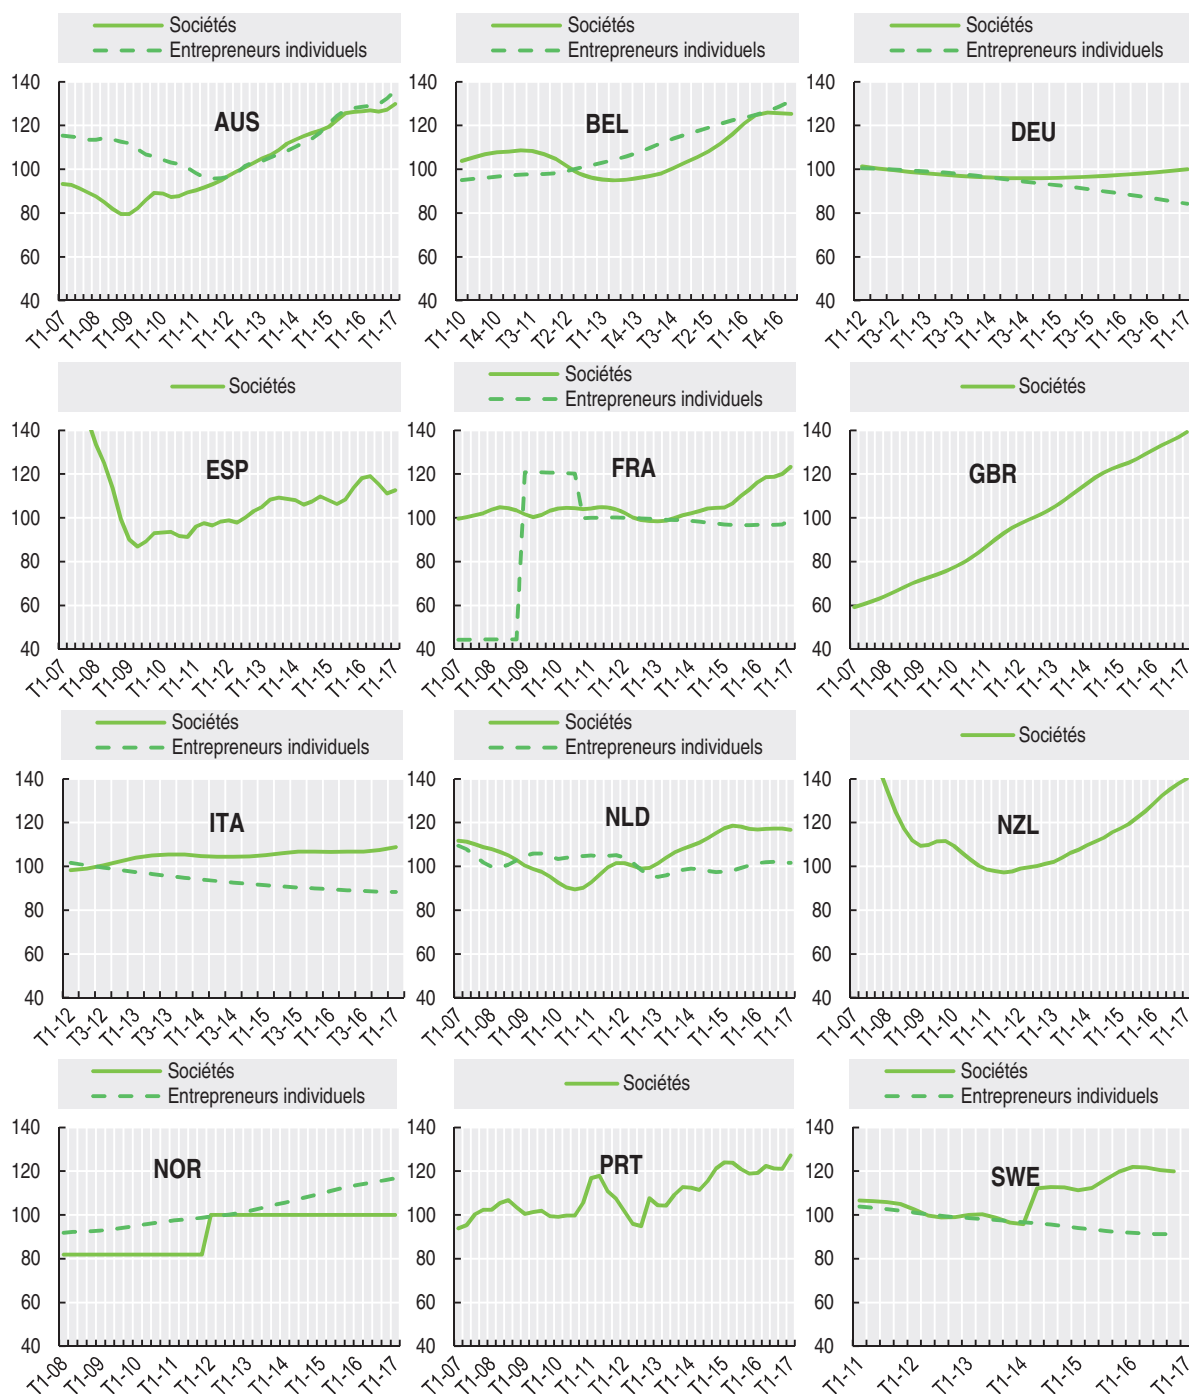 Sociétés
Entrepreneurs individuels
140
120
100
80
60
40
AUS
T1-07
T1-08
T1-09
T1-10
T1-11
T1-12
T1-13
T1-14
T1-15
T1-16
T1-17
Sociétés
Entrepreneurs individuels
140
120
100
80
60
40
BEL
T1-10
T4-10
T3-11
T2-12
T1-13
T4-13
T3-14
T2-15
T1-16
T4-16
Sociétés
Entrepreneurs individuels
140
120
100
80
60
40
DEU
T1-12
T3-12
T1-13
T3-13
T1-14
T3-14
T1-15
T3-15
T1-16
T3-16
T1-17
Sociétés
140
120
100
80
60
40
ESP
T1-07
T1-08
T1-09
T1-10
T1-11
T1-12
T1-13
T1-14
T1-15
T1-16
T1-17
Sociétés
Entrepreneurs individuels
140
120
100
80
60
40
FRA
T1-07
T1-08
T1-09
T1-10
T1-11
T1-12
T1-13
T1-14
T1-15
T1-16
T1-17
Sociétés
140
120
100
80
60
40
GBR
T1-07
T1-08
T1-09
T1-10
T1-11
T1-12
T1-13
T1-14
T1-15
T1-16
T1-17
Sociétés
Entrepreneurs individuels
140
120
100
80
60
40
ITA
T1-12
T3-12
T1-13
T3-13
T1-14
T3-14
T1-15
T3-15
T1-16
T3-16
T1-17
Sociétés
Entrepreneurs individuels
140
120
100
80
60
40
NLD
T1-07
T1-08
T1-09
T1-10
T1-11
T1-12
T1-13
T1-14
T1-15
T1-16
T1-17
Sociétés
140
120
100
80
60
40
NZL
T1-07
T1-08
T1-09
T1-10
T1-11
T1-12
T1-13
T1-14
T1-15
T1-16
T1-17
Sociétés
Entrepreneurs individuels
140
120
100
80
60
40
NOR
T1-08
T1-09
T1-10
T1-11
T1-12
T1-13
T1-14
T1-15
T1-16
T1-17
Sociétés
140
120
100
80
60
40
PRT
T1-07
T1-08
T1-09
T1-10
T1-11
T1-12
T1-13
T1-14
T1-15
T1-16
T1-17
Sociétés
Entrepreneurs individuels
140
120
100
80
60
40
SWE
T1-11
T1-12
T1-13
T1-14
T1-15
T1-16
T1-17